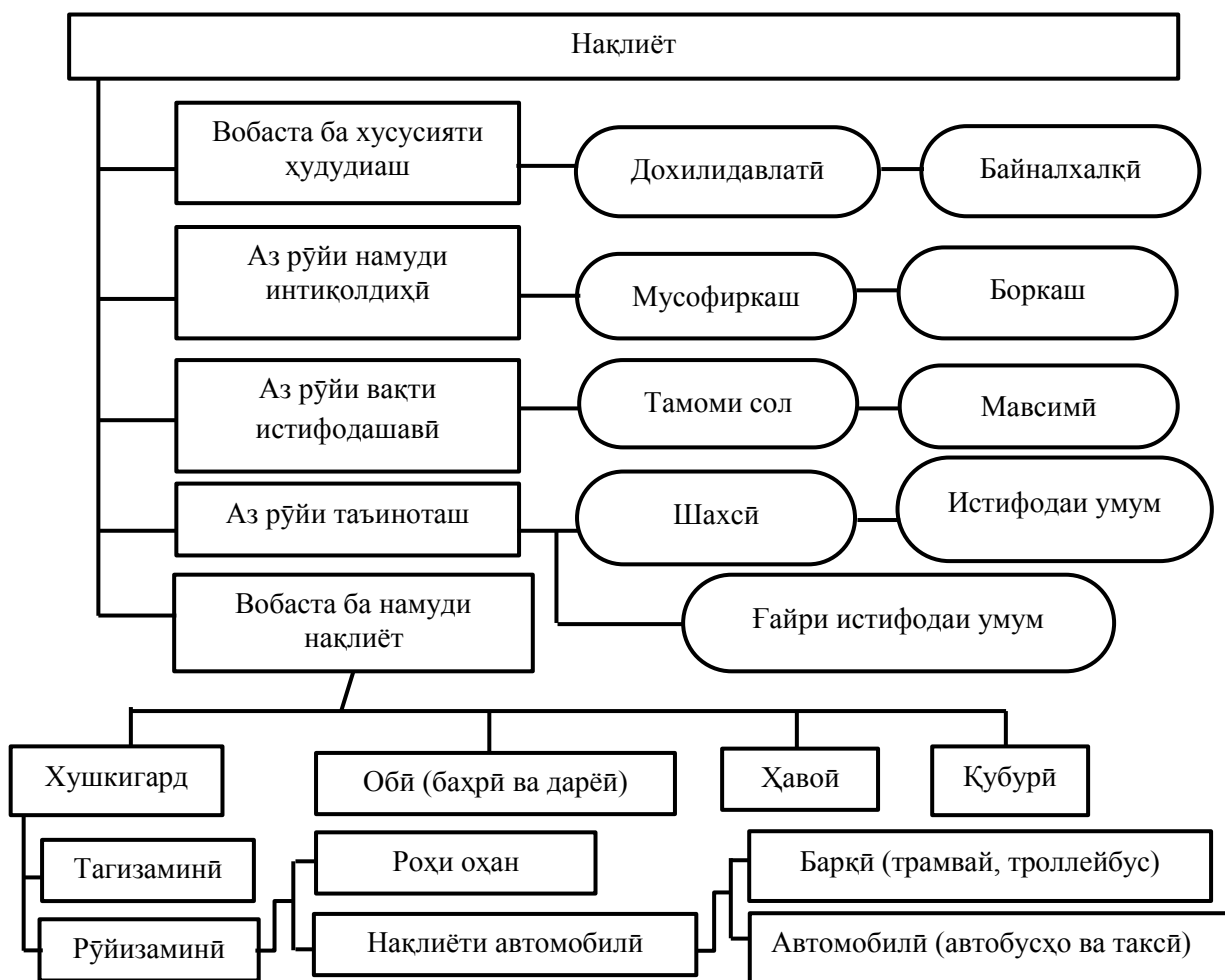 Нақлиёт
Вобаста ба хусусияти
ҳудудиаш
Дохилидавлатӣ
Байналхалқӣ
Аз рӯйи намуди
интиқолдиҳӣ
Мусофиркаш
Боркаш
Аз рӯйи вақти
истифодашавӣ
Тамоми сол
Мавсимӣ
Аз рӯйи таъиноташ
Шахсӣ
Истифодаи умум
Вобаста ба намуди
нақлиёт
Ғайри истифодаи умум
Хушкигард
Обӣ (баҳрӣ ва дарёӣ)
Ҳавоӣ
Қубурӣ
Тагизаминӣ
Роҳи оҳан
Барқӣ (трамвай, троллейбус)
Рӯйизаминӣ
Нақлиёти автомобилӣ
Автомобилӣ (автобусҳо ва таксӣ)